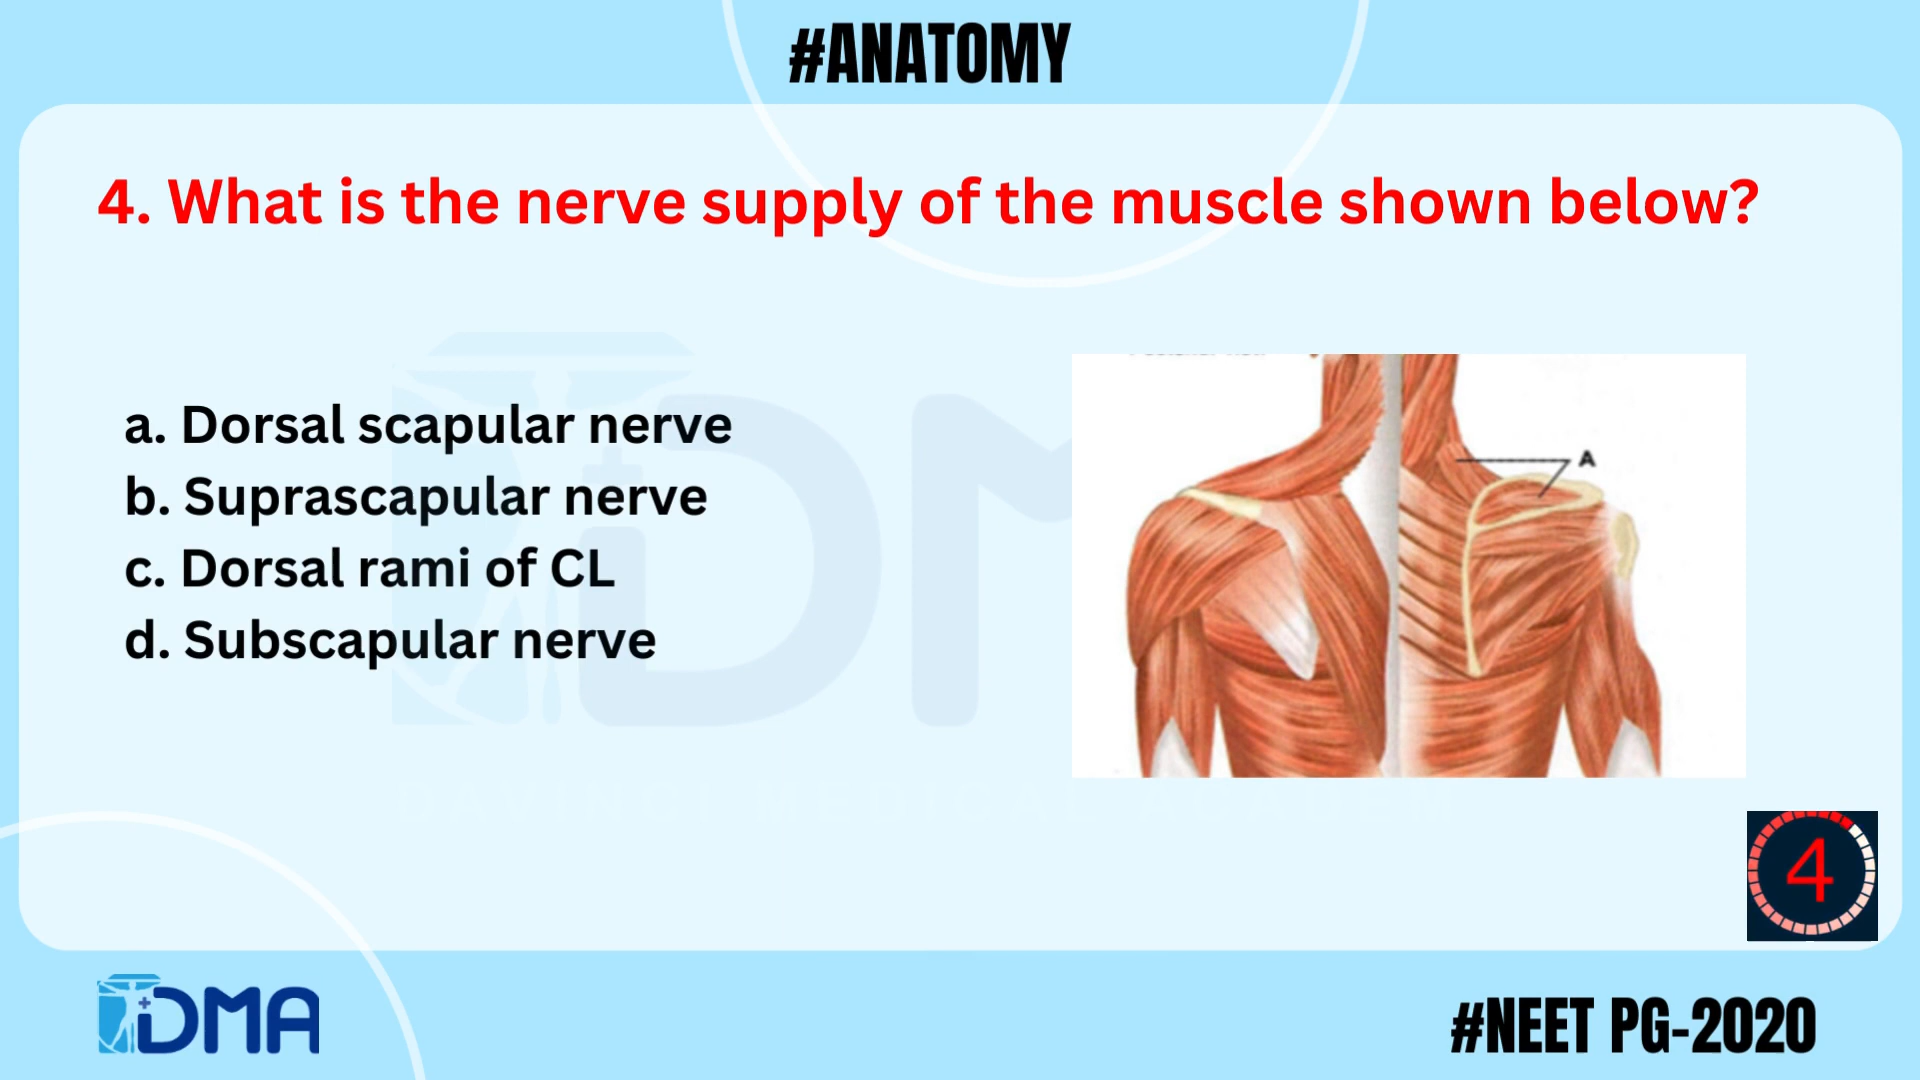 #ANATOMY
4. What is the nerve supply of the muscle shown below?
a. Dorsal scapular nerve
b. Suprascapular nerve
c. Dorsal rami of CL
d. Subscapular nerve
A
4
DMA
#NEET PG-2020